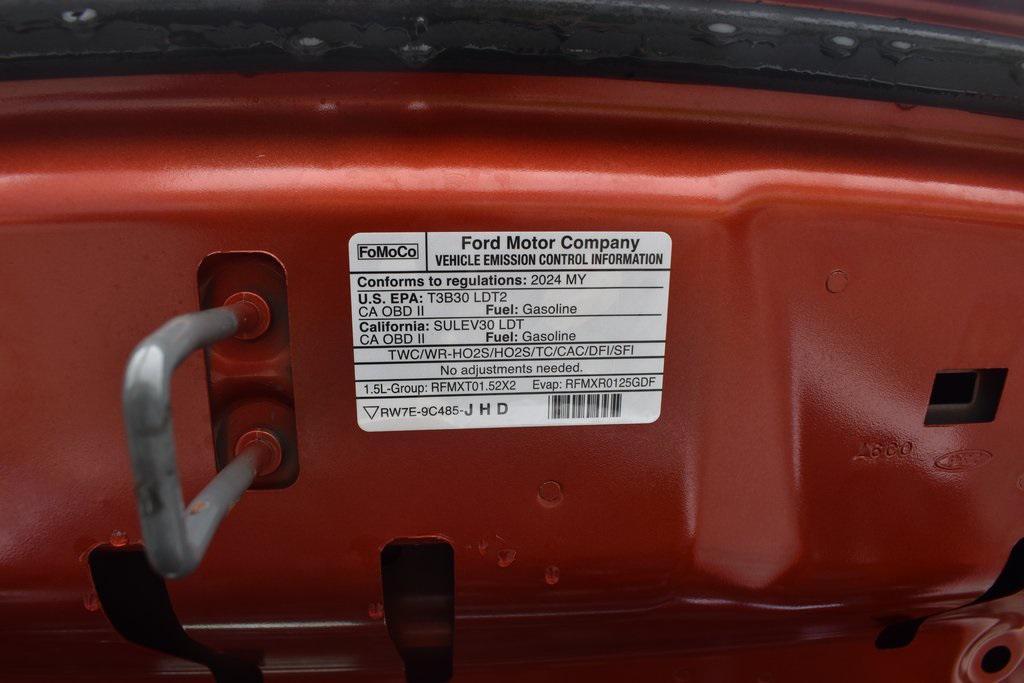 FoMoCo
Ford Motor Company
VEHICLE EMISSION CONTROL INFORMATION
Conforms to regulations: 2024 MY
U.S. EPA: T3B30 LDT2
CA OBD II Fuel: Gasoline
California: SULEV30 LDT
CA OBD II Fuel: Gasoline
TWC/WR-HO2S/HO2S/TC/CAC/DFI/SFI
No adjustments needed.
1.5L-Group: RFMXT01.52X2 Evap: RFMXR0125GDF
RW7E-9C485-JHD